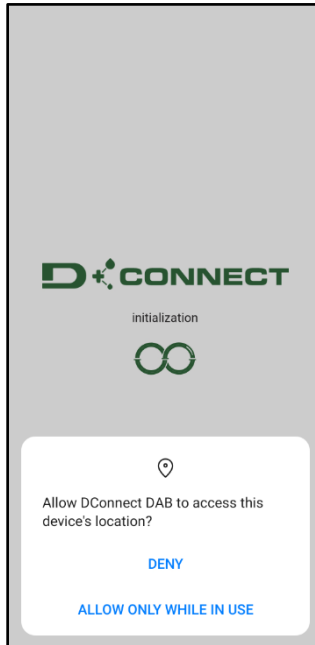 D+CONNECT
initialization
Allow DConnect DAB to access this
device's location?
DENY
ALLOW ONLY WHILE IN USE